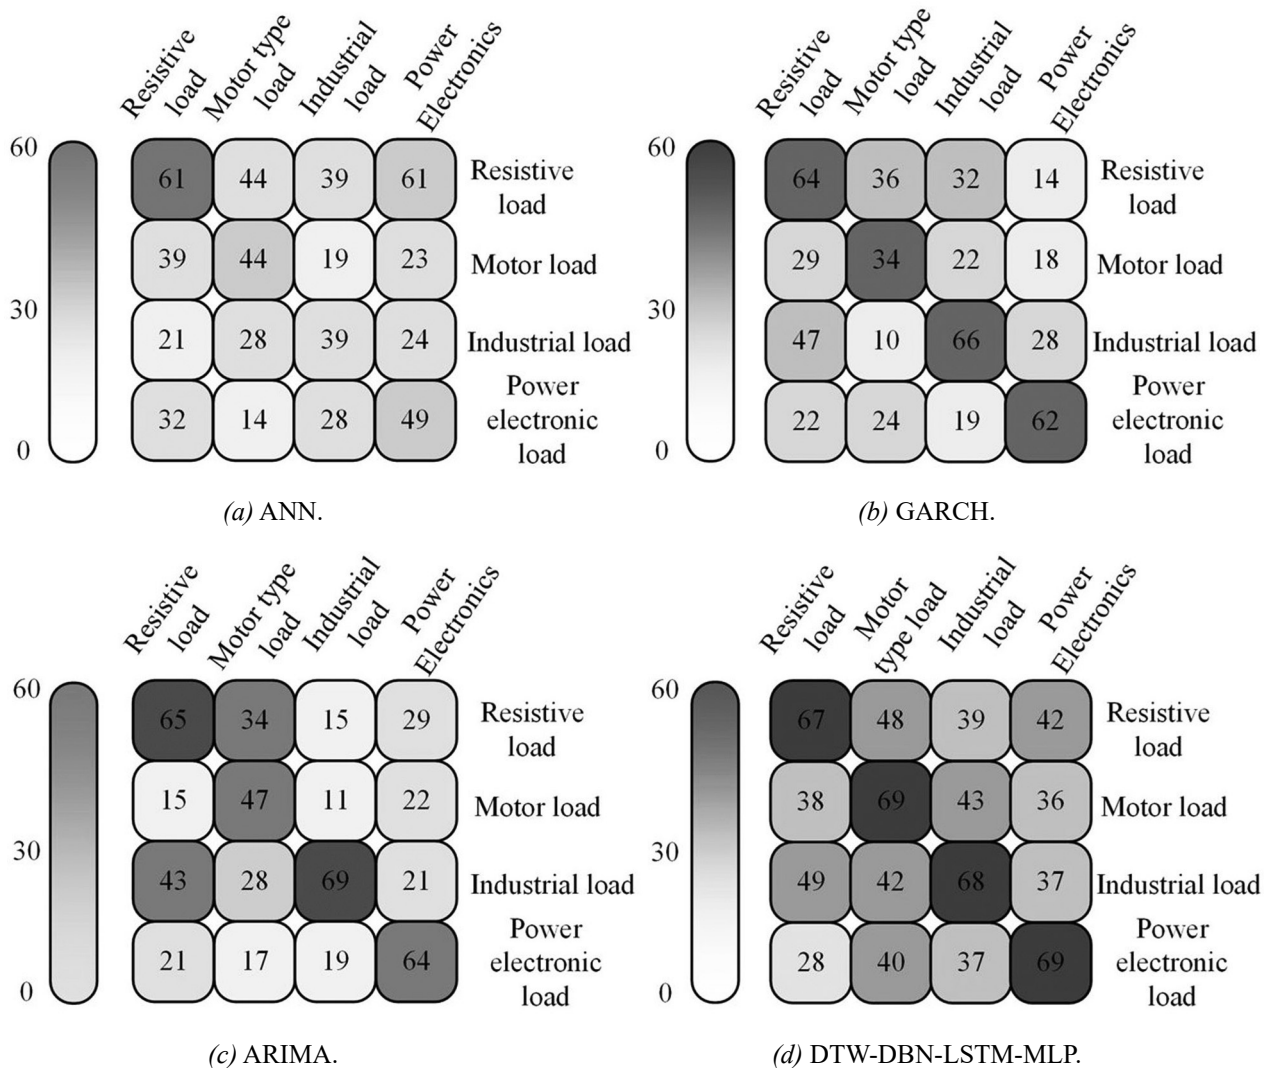 Resistive
load
Motor type
load
Industrial
load
Power
Electronics
60
30
0
61 44 39 61
Resistive
load
39 44 19 23
Motor load
21 28 39 24
Industrial load
32 14 28 49
Power
electronic
load
(a) ANN.
Resistive
load
Motor type
load
Industrial
load
Power
Electronics
60
30
0
64 36 32 14
Resistive
load
29 34 22 18
Motor load
47 10 66 28
Industrial load
22 24 19 62
Power
electronic
load
(b) GARCH.
Resistive
load
Motor type
load
Industrial
load
Power
Electronics
60
30
0
65 34 15 29
Resistive
load
15 47 11 22
Motor load
43 28 69 21
Industrial load
21 17 19 64
Power
electronic
load
(c) ARIMA.
Resistive
load
Motor
type load
Industrial
load
Power
Electronics
60
30
0
67 48 39 42
Resistive
load
38 69 43 36
Motor load
49 42 68 37
Industrial load
28 40 37 69
Power
electronic
load
(d) DTW-DBN-LSTM-MLP.